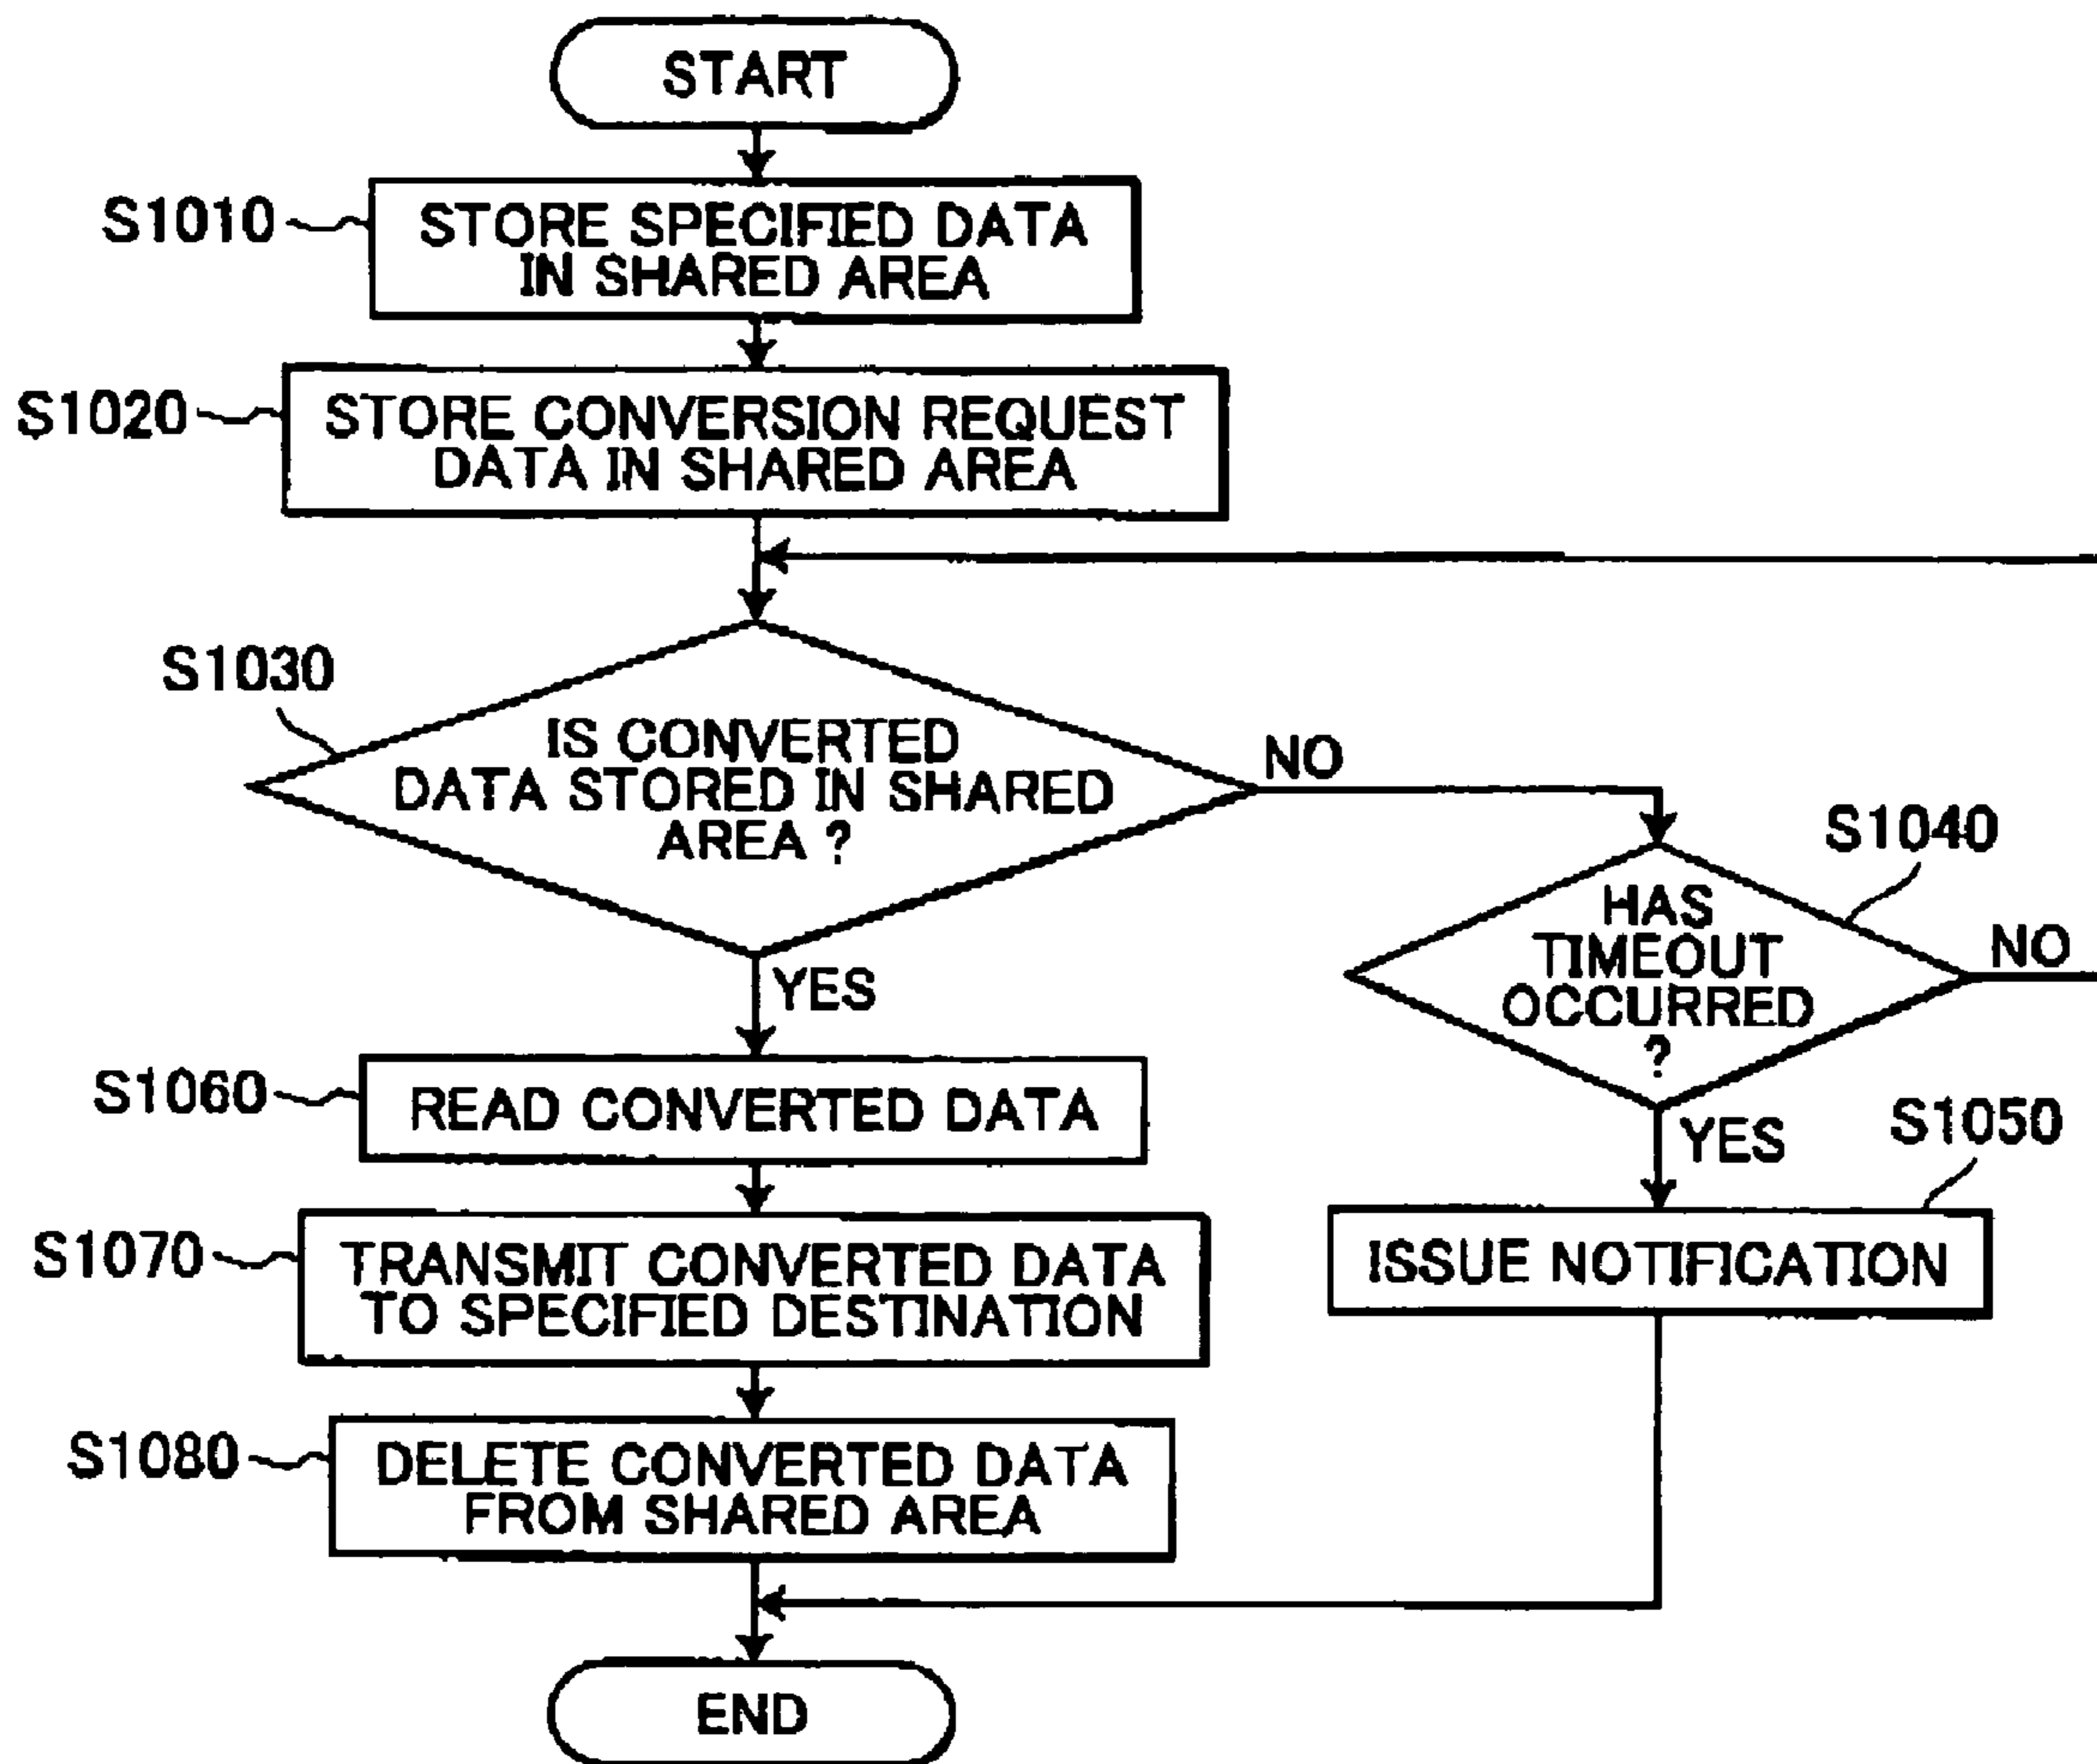 START
S1010
STORE SPECIFIED DATA
IN SHARED AREA
S1020
STORE CONVERSION REQUEST
DATA IN SHARED AREA
S1030
IS CONVERTED
DATA STORED IN SHARED
AREA ?
NO
S1040
HAS
TIMEOUT
OCCURRED
?
NO
YES
YES
S1050
ISSUE NOTIFICATION
S1060
READ CONVERTED DATA
S1070
TRANSMIT CONVERTED DATA
TO SPECIFIED DESTINATION
S1080
DELETE CONVERTED DATA
FROM SHARED AREA
END